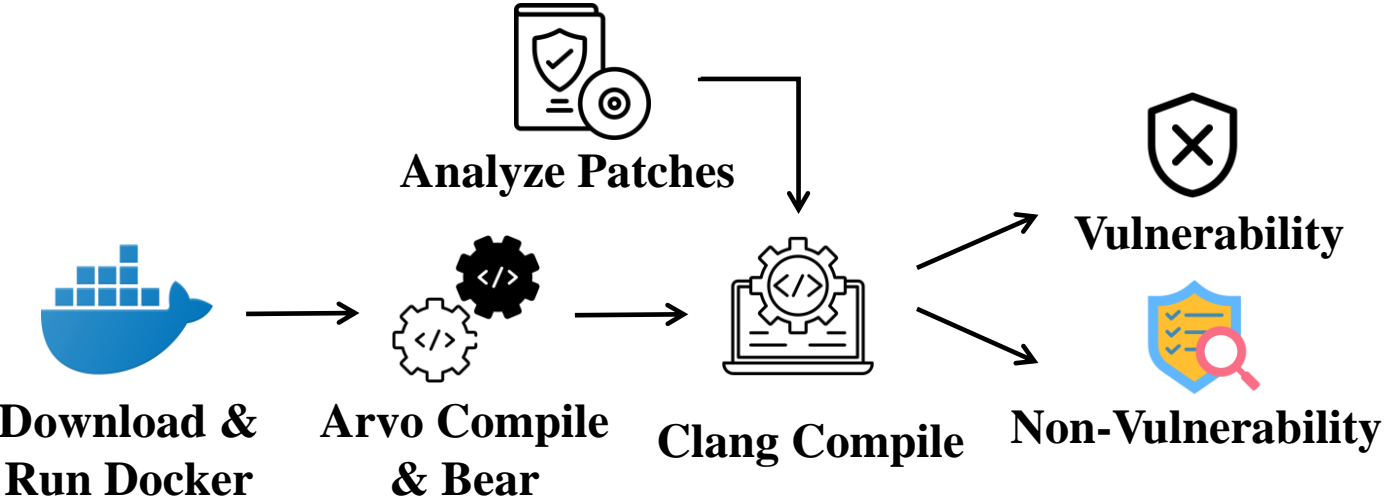 Analyze Patches
Vulnerability
Download &
Run Docker
Arvo Compile
& Bear
Clang Compile
Non-Vulnerability